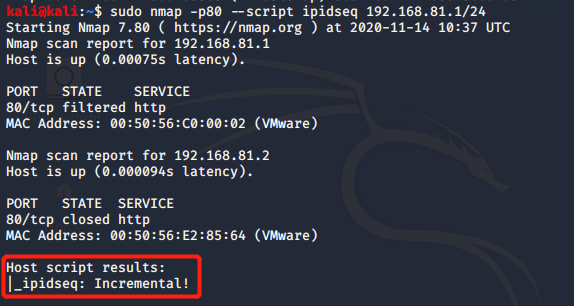 kali@kali:~$ sudo nmap -p80 --script ipidseq 192.168.81.1/24
Starting Nmap 7.80 ( https://nmap.org ) at 2020-11-14 10:37 UTC
Nmap scan report for 192.168.81.1
Host is up (0.00075s latency).
PORT   STATE    SERVICE
80/tcp filtered http
MAC Address: 00:50:56:C0:00:02 (VMware)
Nmap scan report for 192.168.81.2
Host is up (0.000094s latency).
PORT   STATE  SERVICE
80/tcp closed http
MAC Address: 00:50:56:E2:85:64 (VMware)
Host script results:
|_ipidseq: Incremental!